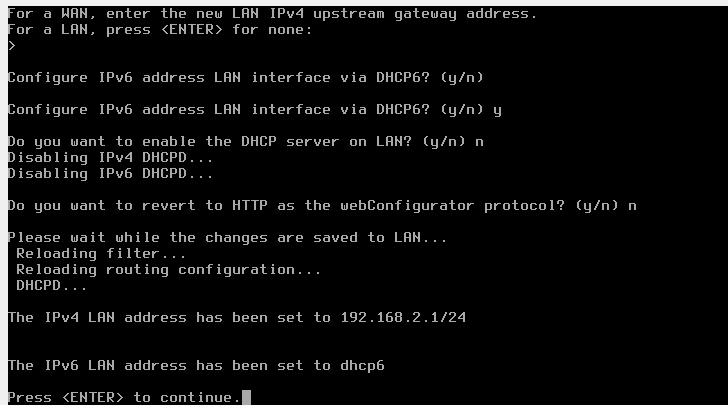 For a WAN, enter the new LAN IPv4 upstream gateway address.
For a LAN, press <ENTER> for none:
>
Configure IPv6 address LAN interface via DHCP6? (y/n)
Configure IPv6 address LAN interface via DHCP6? (y/n) y
Do you want to enable the DHCP server on LAN? (y/n) n
Disabling IPv4 DHCPD...
Disabling IPv6 DHCPD...
Do you want to revert to HTTP as the webConfigurator protocol? (y/n) n
Please wait while the changes are saved to LAN...
Reloading filter...
Reloading routing configuration...
DHCPD...
The IPv4 LAN address has been set to 192.168.2.1/24
The IPv6 LAN address has been set to dhcp6
Press <ENTER> to continue.